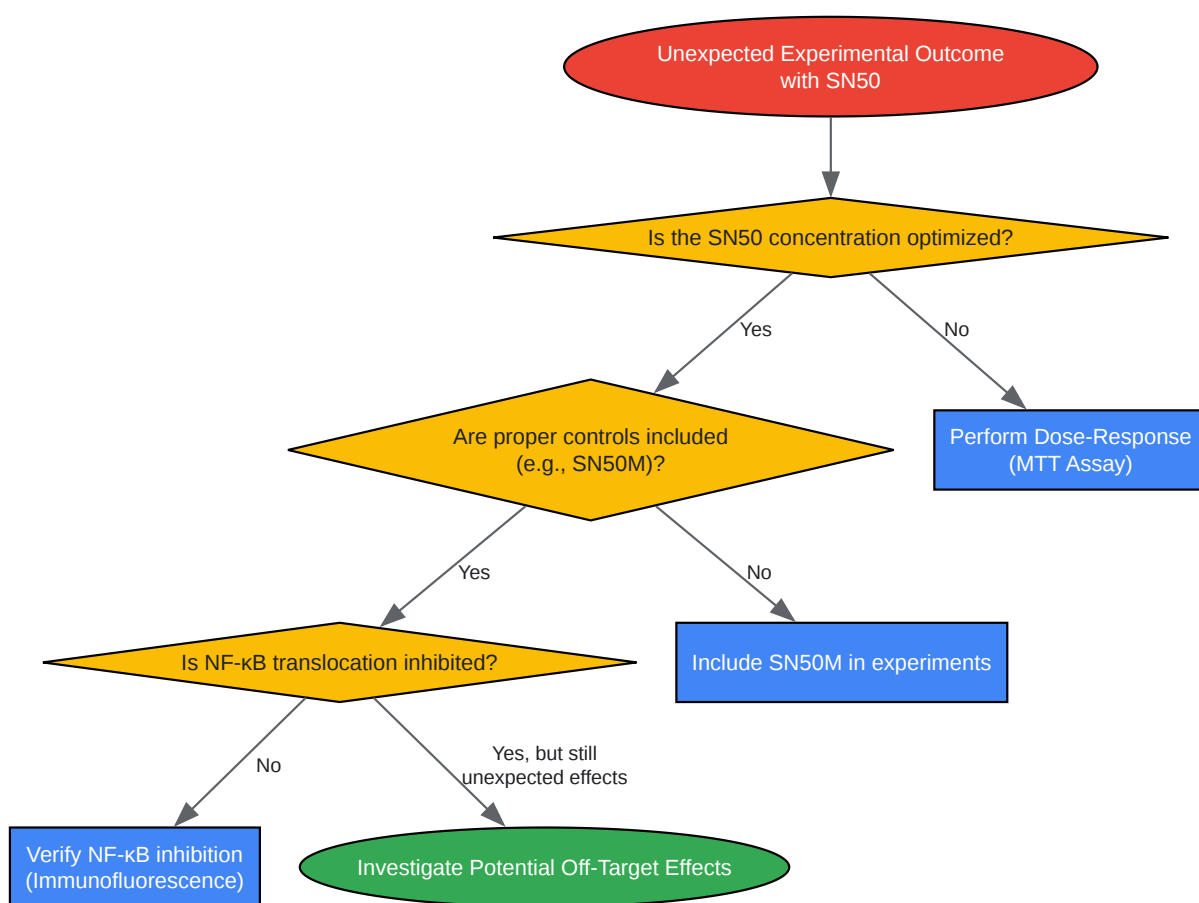 Unexpected Experimental Outcome
with SN50
Is the SN50 concentration optimized?
Yes
No
Are proper controls included
(e.g., SN50M)?
Perform Dose-Response
(MTT Assay)
Yes
No
Is NF-κB translocation inhibited?
Include SN50M in experiments
No
Yes, but still
unexpected effects
Verify NF-κB inhibition
(Immunofluorescence)
Investigate Potential Off-Target Effects